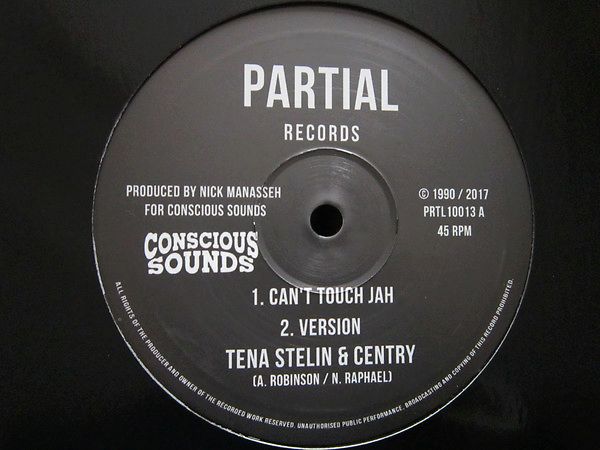 PARTIAL
RECORDS
PRODUCED BY NICK MANASSEH
FOR CONSCIOUS SOUNDS
© 1990 / 2017
PRTL10013 A
45 RPM
CONSCIOUS
SOUNDS
1. CAN'T TOUCH JAH
2. VERSION
TENA STELIN & CENTRY
(A. ROBINSON / N. RAPHAEL)
ALL RIGHTS OF THE PRODUCER AND OWNER OF THE RECORDED WORK RESERVED. UNAUTHORISED PUBLIC PERFORMANCE, BROADCASTING AND COPYING OF THIS RECORD PROHIBITED.